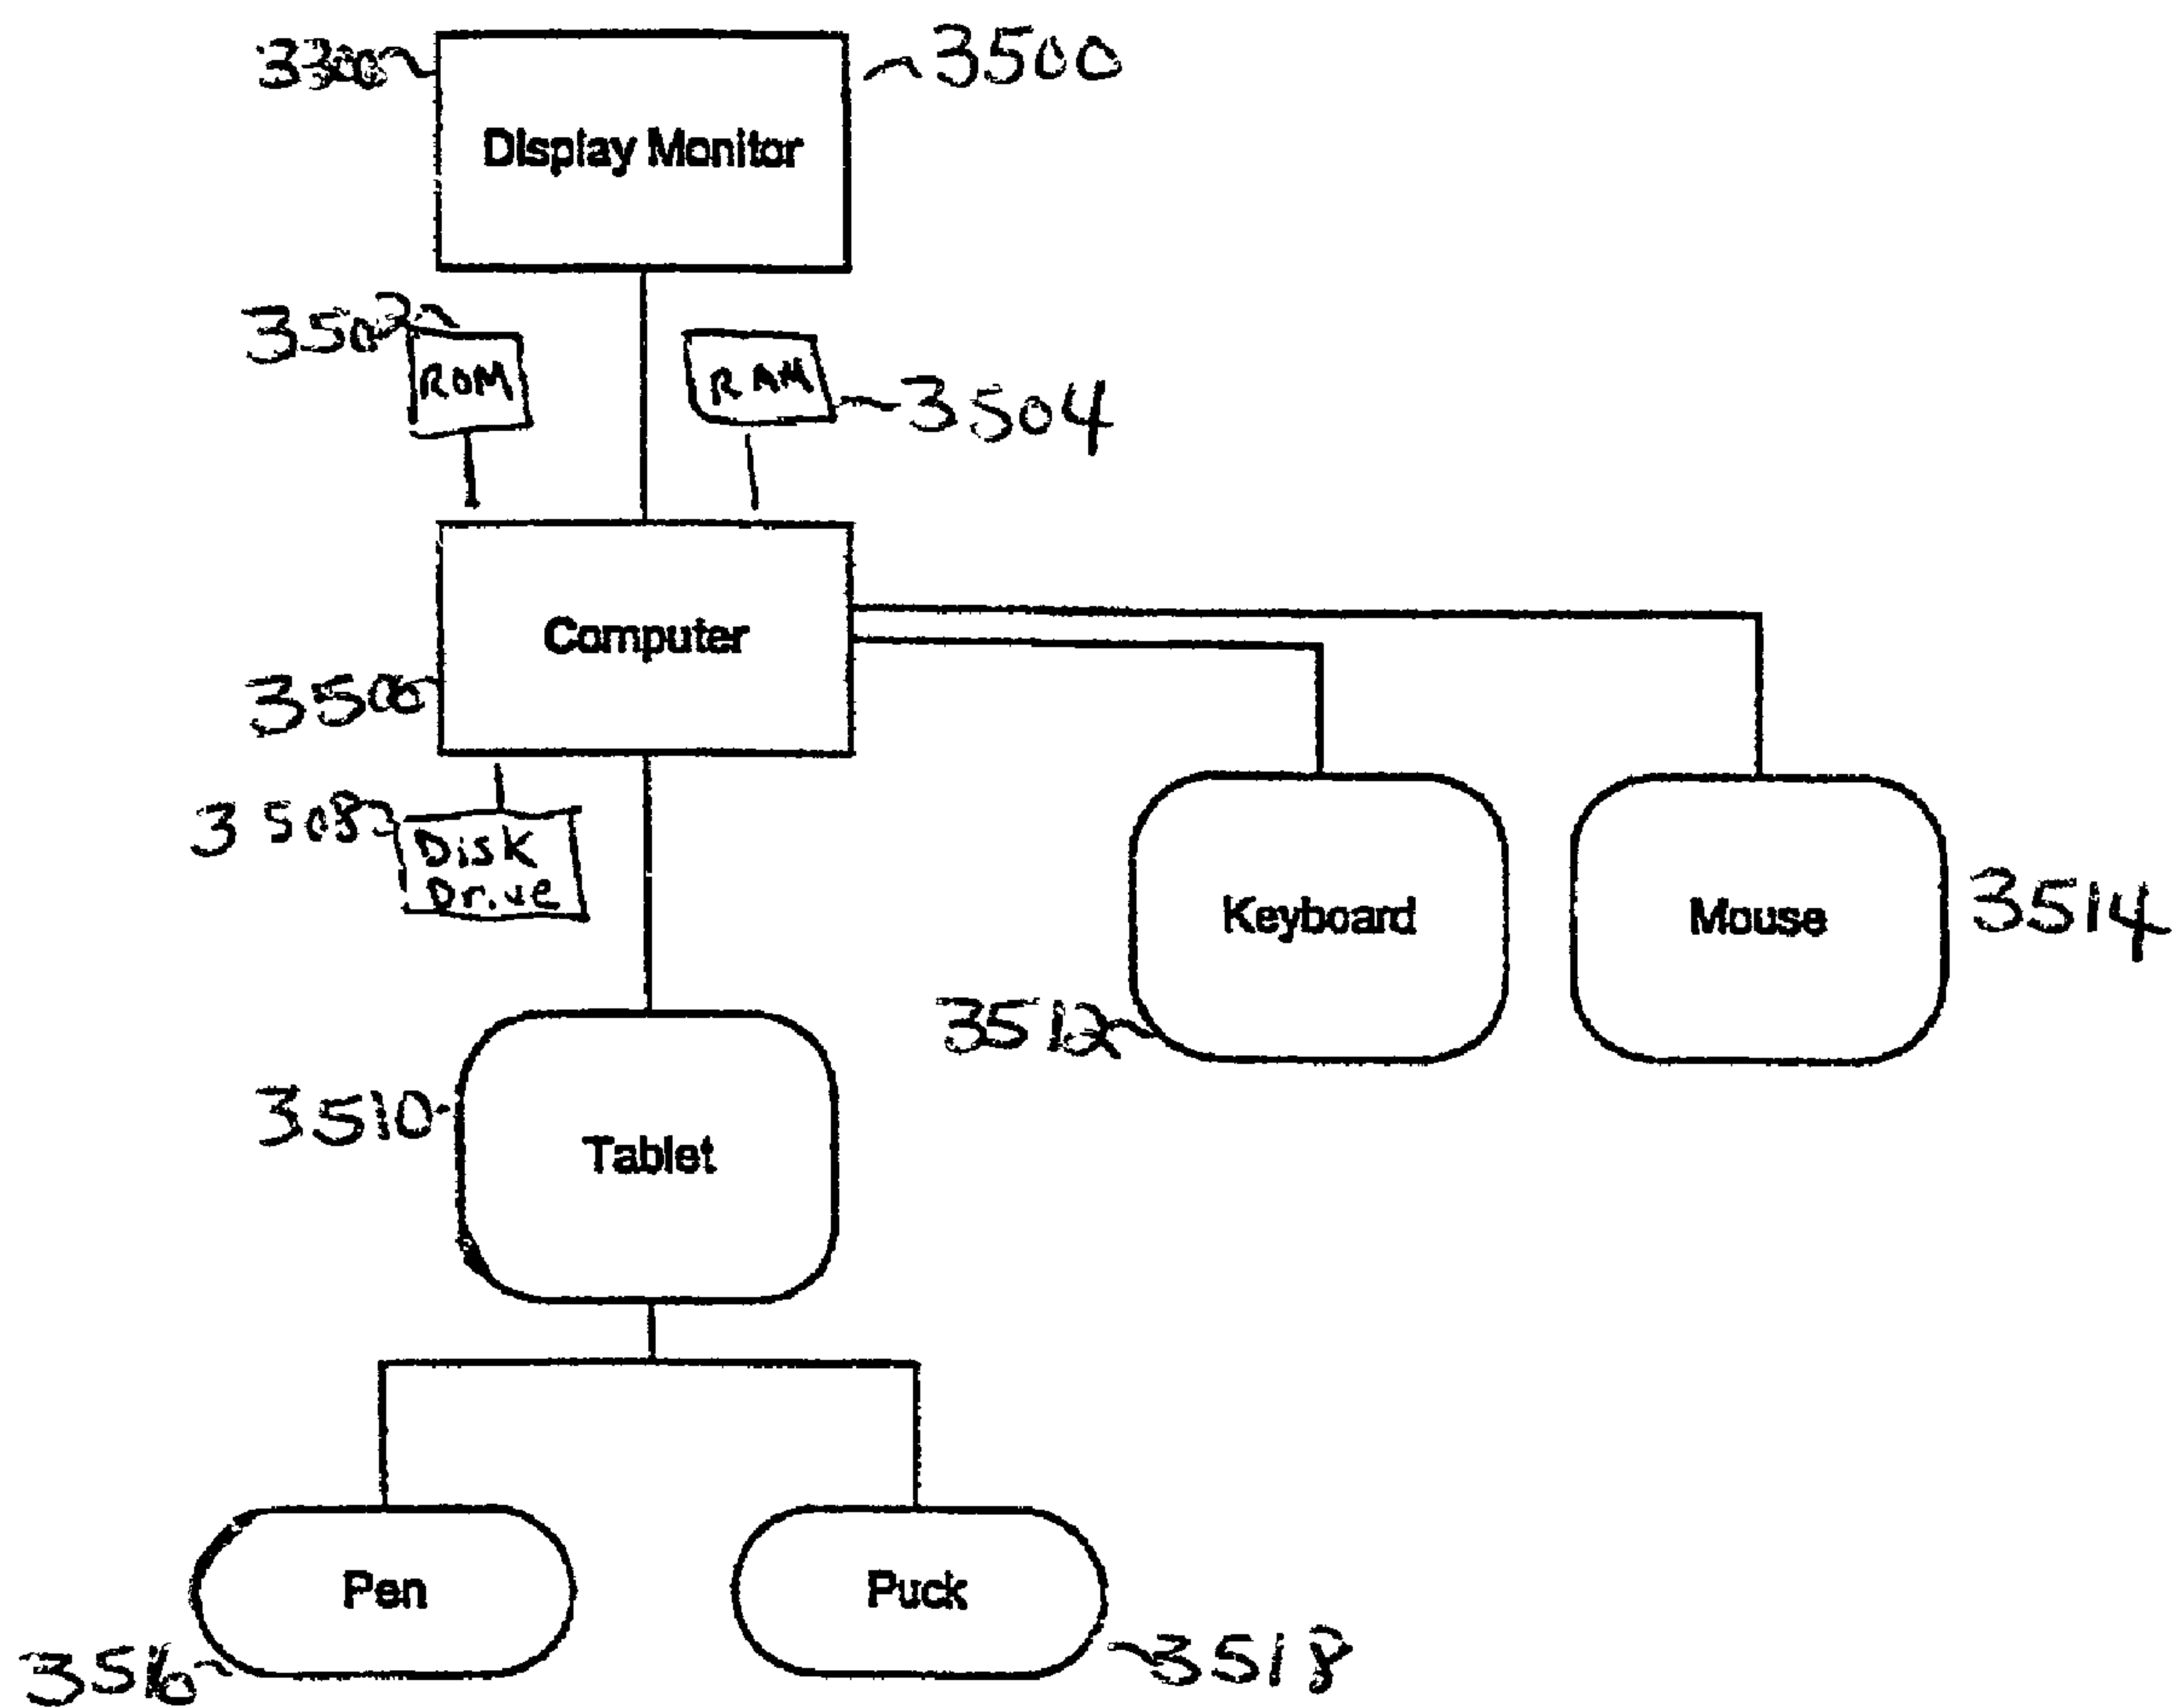 3500
Display Monitor
3502
ROM
RAM
3504
Computer
3506
3508
Disk
Drive
Keyboard
Mouse
3514
3512
3510
Tablet
Pen
Puck
3516
3518